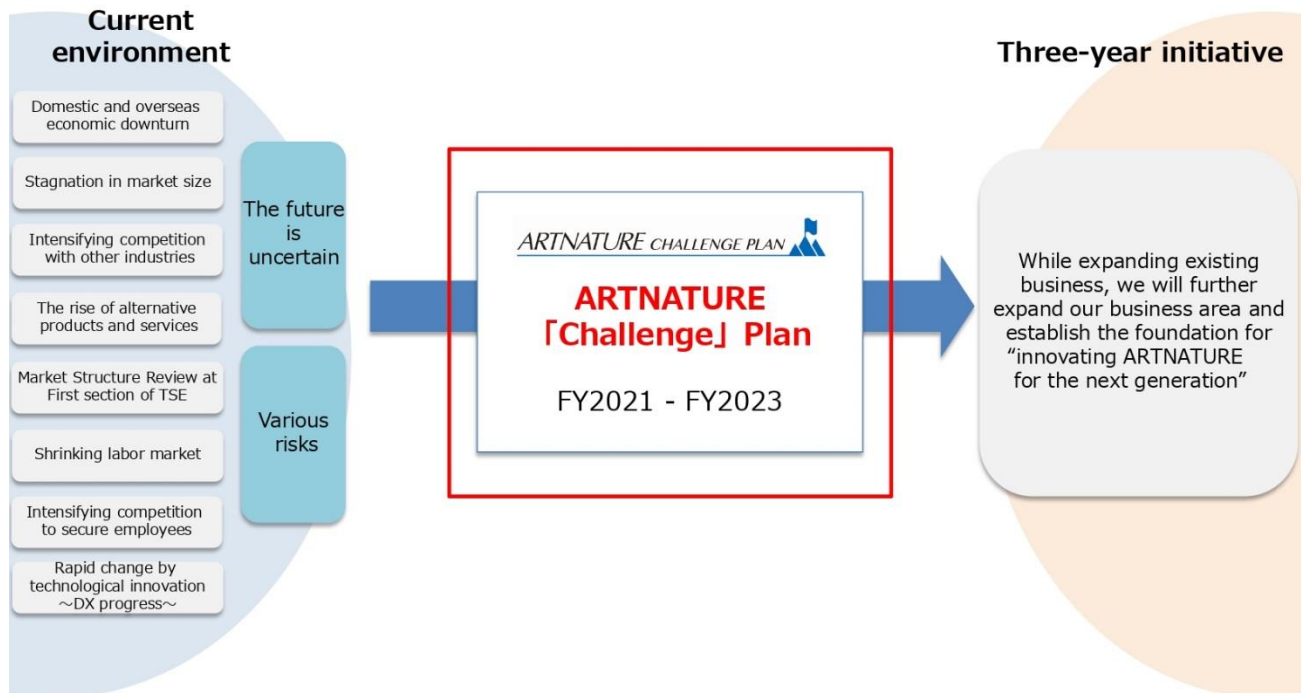 Current
environment
Domestic and overseas
economic downturn
Stagnation in market size
Intensifying competition
with other industries
The rise of alternative
products and services
Market Structure Review at
First section of TSE
Shrinking labor market
Intensifying competition
to secure employees
Rapid change by
technological innovation
～DX progress～
The future
is
uncertain
Various
risks
ARTNATURE CHALLENGE PLAN
ARTNATURE
「Challenge」 Plan
FY2021 - FY2023
Three-year initiative
While expanding existing
business, we will further
expand our business area and
establish the foundation for
“innovating ARTNATURE
for the next generation”